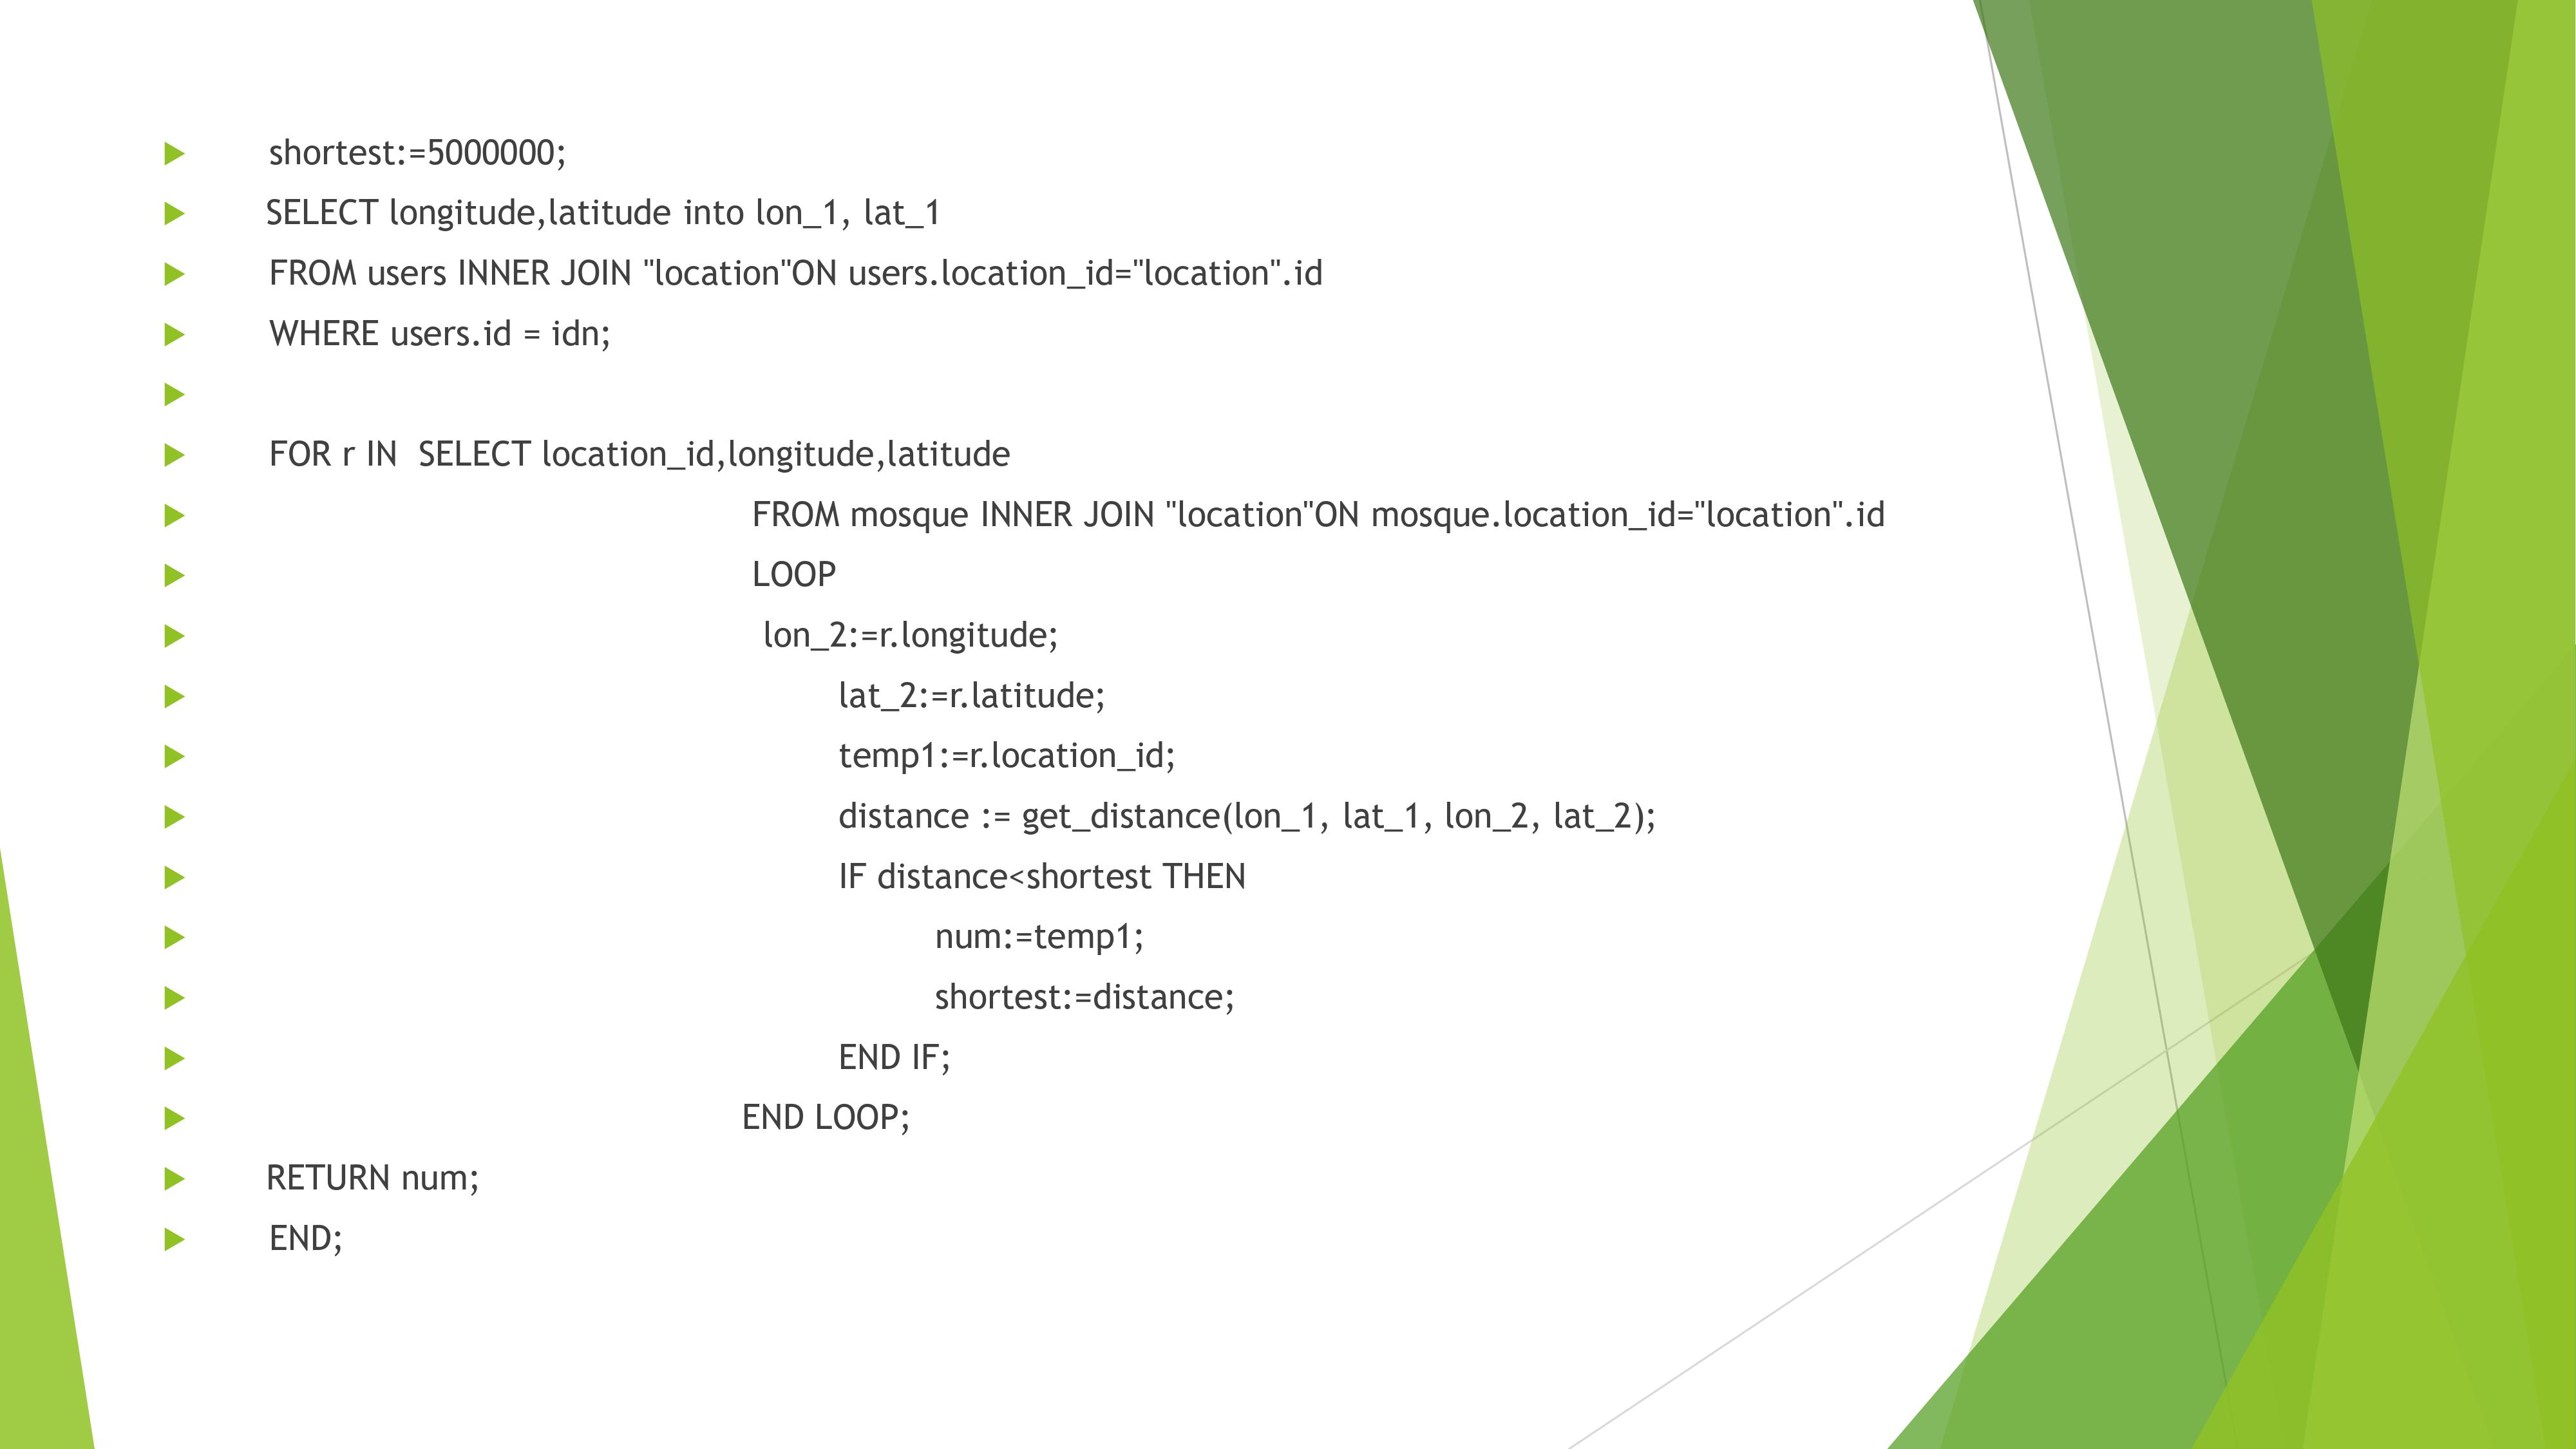 shortest:=5000000;
SELECT longitude,latitude into lon_1, lat_1
FROM users INNER JOIN "location"ON users.location_id="location".id
WHERE users.id = idn;
FOR r IN  SELECT location_id,longitude,latitude
FROM mosque INNER JOIN "location"ON mosque.location_id="location".id
LOOP
lon_2:=r.longitude;
lat_2:=r.latitude;
temp1:=r.location_id;
distance := get_distance(lon_1, lat_1, lon_2, lat_2);
IF distance<shortest THEN
num:=temp1;
shortest:=distance;
END IF;
END LOOP;
RETURN num;
END;